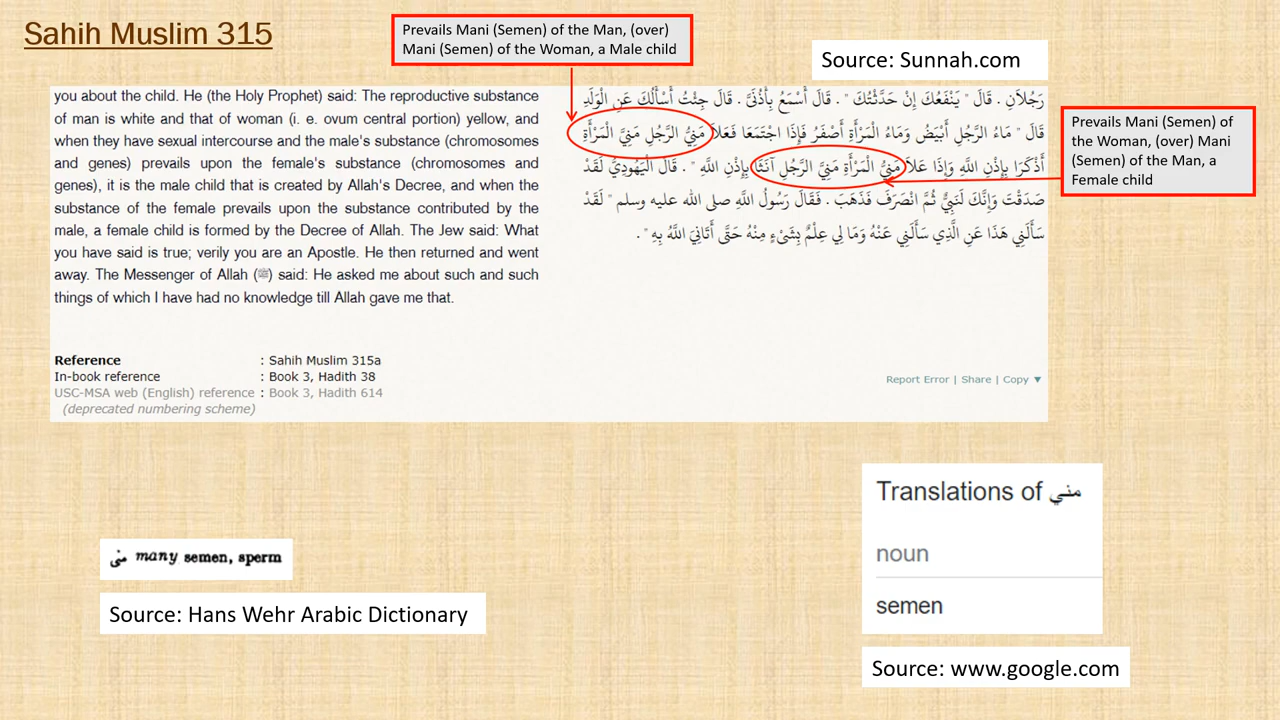 Sahih Muslim 315
Prevails Mani (Semen) of the Man, (over)
Mani (Semen) of the Woman, a Male child
Source: Sunnah.com
you about the child. He (the Holy Prophet) said: The reproductive substance
of man is white and that of woman (i. e. ovum central portion) yellow, and
when they have sexual intercourse and the male's substance (chromosomes
and genes) prevails upon the female's substance (chromosomes and
genes), it is the male child that is created by Allah's Decree, and when the
substance of the female prevails upon the substance contributed by the
male, a female child is formed by the Decree of Allah. The Jew said: What
you have said is true; verily you are an Apostle. He then returned and went
away. The Messenger of Allah (ﷺ) said: He asked me about such and such
things of which I have had no knowledge till Allah gave me that.
رَجُلاَنِ . قَالَ " يَنْفَعُكَ إِنْ حَدَّثْتُكَ " . قَالَ أَسْمَعُ بِأُذُنَىَّ . قَالَ جِئْتُ أَسْأَلُكَ عَنِ الْوَلَدِ
قَالَ " مَاءُ الرَّجُلِ أَبْيَضُ وَمَاءُ الْمَرْأَةِ أَصْفَرُ فَإِذَا اجْتَمَعَا فَعَلاَ مَنِيُّ الرَّجُلِ مَنِيَّ الْمَرْأَةِ
أَذْكَرَا بِإِذْنِ اللَّهِ وَإِذَا عَلاَ مَنِيُّ الْمَرْأَةِ مَنِيَّ الرَّجُلِ آنَثَا بِإِذْنِ اللَّهِ " . قَالَ الْيَهُودِيُّ لَقَدْ
صَدَقْتَ وَإِنَّكَ لَنَبِيٌّ ثُمَّ انْصَرَفَ فَذَهَبَ . فَقَالَ رَسُولُ اللَّهِ صلى الله عليه وسلم " لَقَدْ
سَأَلَنِي هَذَا عَنِ الَّذِي سَأَلَنِي عَنْهُ وَمَا لِي عِلْمٌ بِشَىْءٍ مِنْهُ حَتَّى أَتَانِيَ اللَّهُ بِهِ " .
Prevails Mani (Semen) of
the Woman, (over) Mani
(Semen) of the Man, a
Female child
Reference : Sahih Muslim 315a
In-book reference : Book 3, Hadith 38
USC-MSA web (English) reference : Book 3, Hadith 614
(deprecated numbering scheme)
Report Error | Share | Copy ▼
منى many semen, sperm
Source: Hans Wehr Arabic Dictionary
Translations of مني
noun
semen
Source: www.google.com